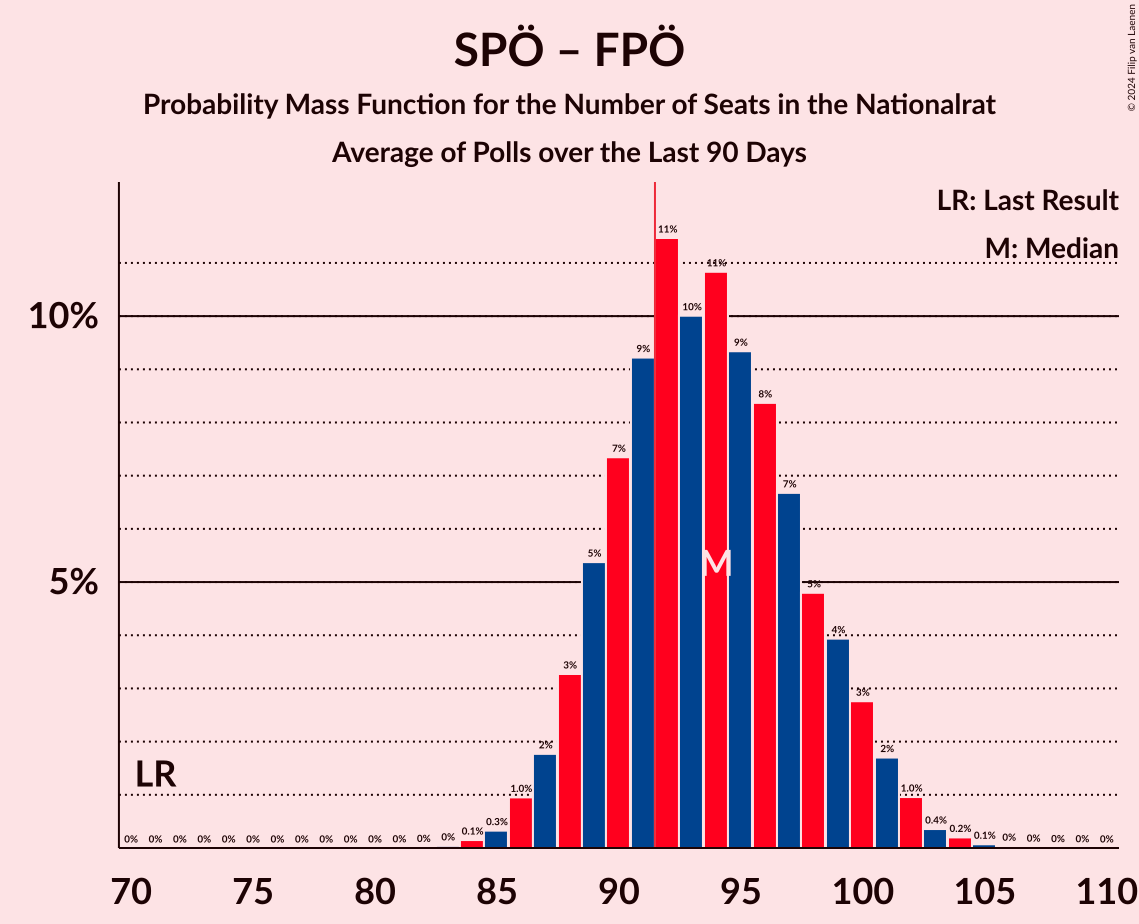 SPÖ – FPÖ
Probability Mass Function for the Number of Seats in the Nationalrat
Average of Polls over the Last 90 Days
© 2024 Filip van Laenen
LR: Last Result
M: Median
10%
5%
LR
M
0% 0% 0% 0% 0% 0% 0% 0% 0% 0% 0% 0% 0% 0% 0.1% 0.3% 1.0% 2% 3% 5% 7% 9% 11% 10% 11% 9% 8% 7% 5% 4% 3% 2% 1.0% 0.4% 0.2% 0.1% 0% 0% 0% 0% 0%
70 75 80 85 90 95 100 105 110